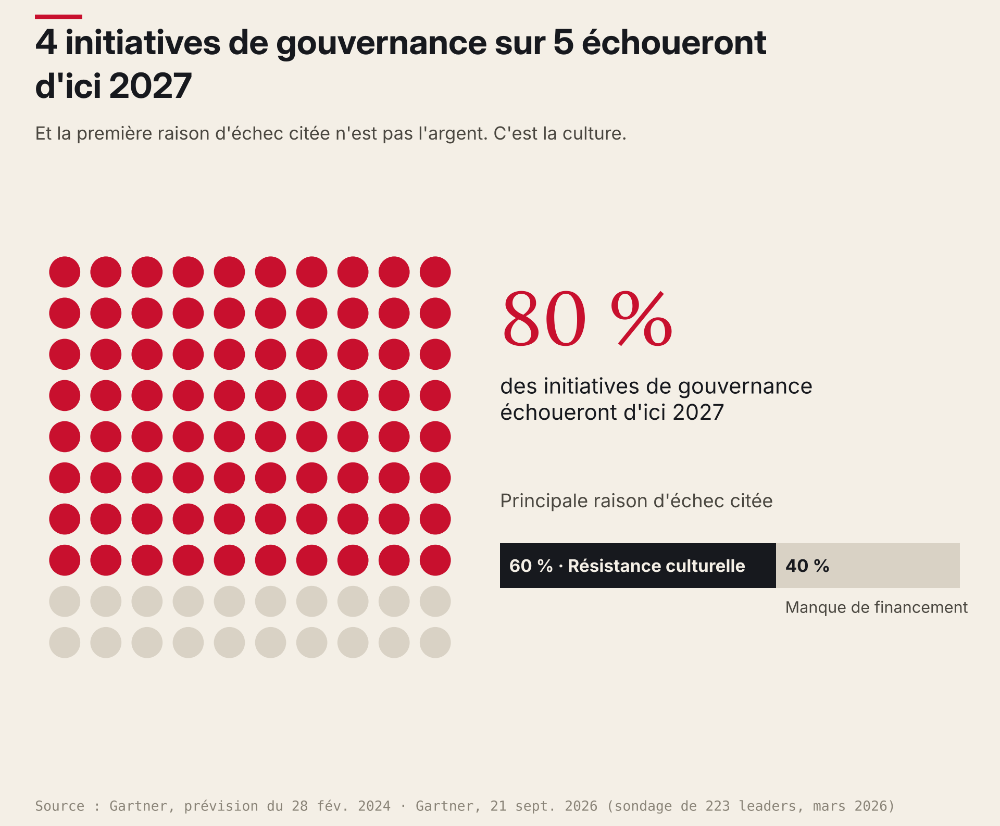 4 initiatives de gouvernance sur 5 échoueront
d'ici 2027
Et la première raison d'échec citée n'est pas l'argent. C'est la culture.
80 %
des initiatives de gouvernance
échoueront d'ici 2027
Principale raison d'échec citée
60 % · Résistance culturelle
40 %
Manque de financement
Source : Gartner, prévision du 28 fév. 2024 · Gartner, 21 sept. 2026 (sondage de 223 leaders, mars 2026)